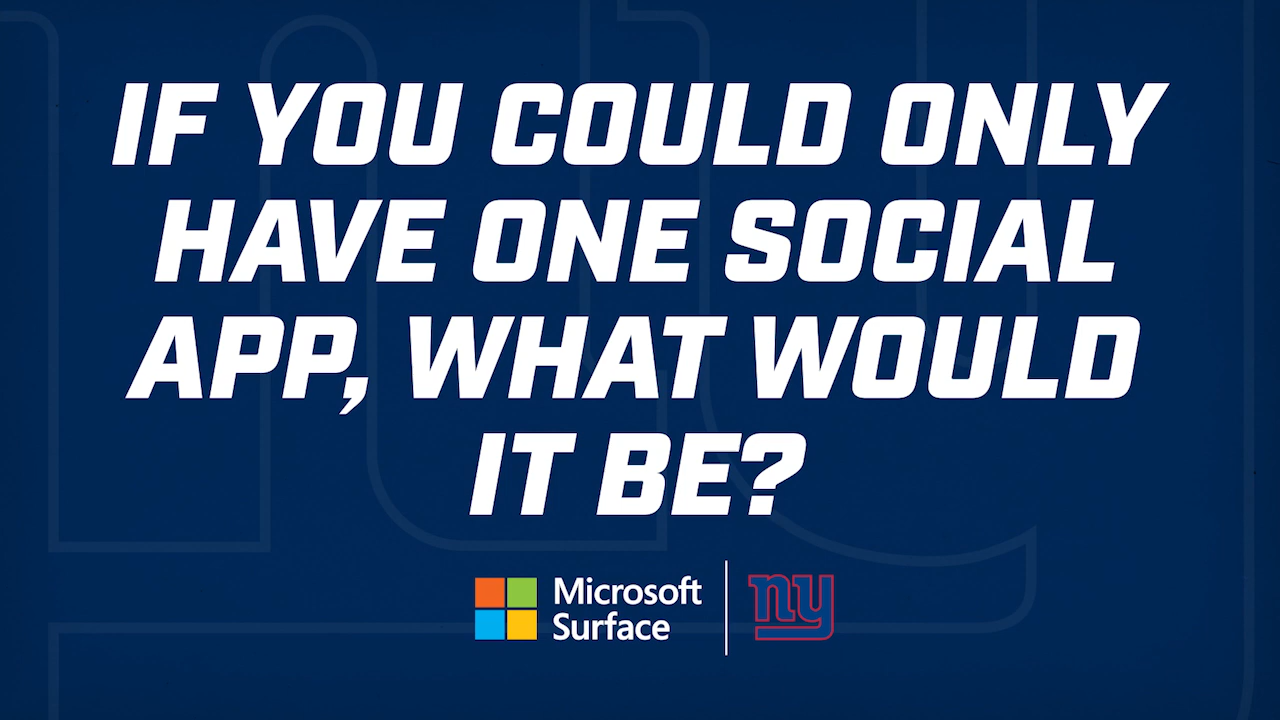 IF YOU COULD ONLY
HAVE ONE SOCIAL
APP, WHAT WOULD
IT BE?
Microsoft
Surface
ny